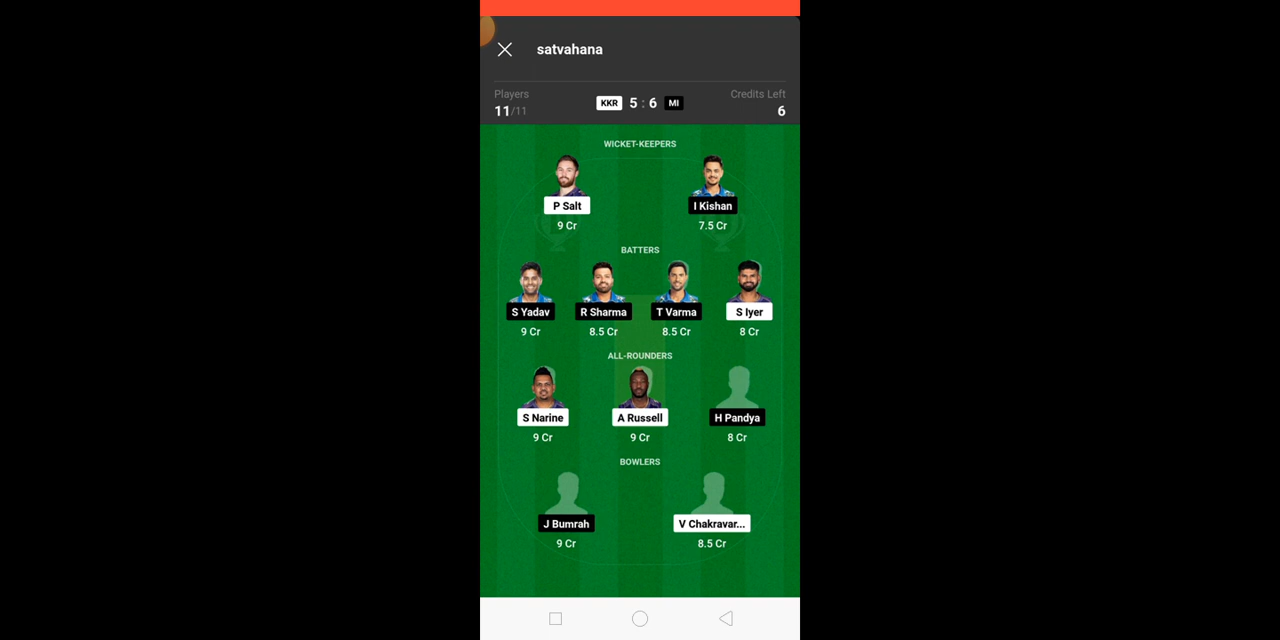 satvahana
Players
11/11
KKR 5 : 6 MI
Credits Left
6
WICKET-KEEPERS
P Salt
9 Cr
I Kishan
7.5 Cr
BATTERS
S Yadav
9 Cr
R Sharma
8.5 Cr
T Varma
8.5 Cr
S Iyer
8 Cr
ALL-ROUNDERS
S Narine
9 Cr
A Russell
9 Cr
H Pandya
8 Cr
BOWLERS
J Bumrah
9 Cr
V Chakravar...
8.5 Cr